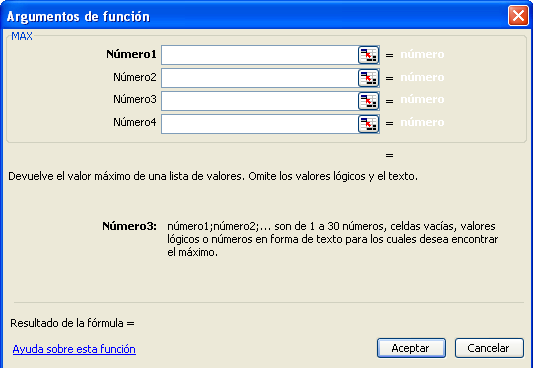 Argumentos de función
MAX
Número1 = número
Número2 = número
Número3 = número
Número4 = número
=
Devuelve el valor máximo de una lista de valores. Omite los valores lógicos y el texto.
Número3: número1;número2;... son de 1 a 30 números, celdas vacías, valores
lógicos o números en forma de texto para los cuales desea encontrar
el máximo.
Resultado de la fórmula =
Ayuda sobre esta función Aceptar Cancelar